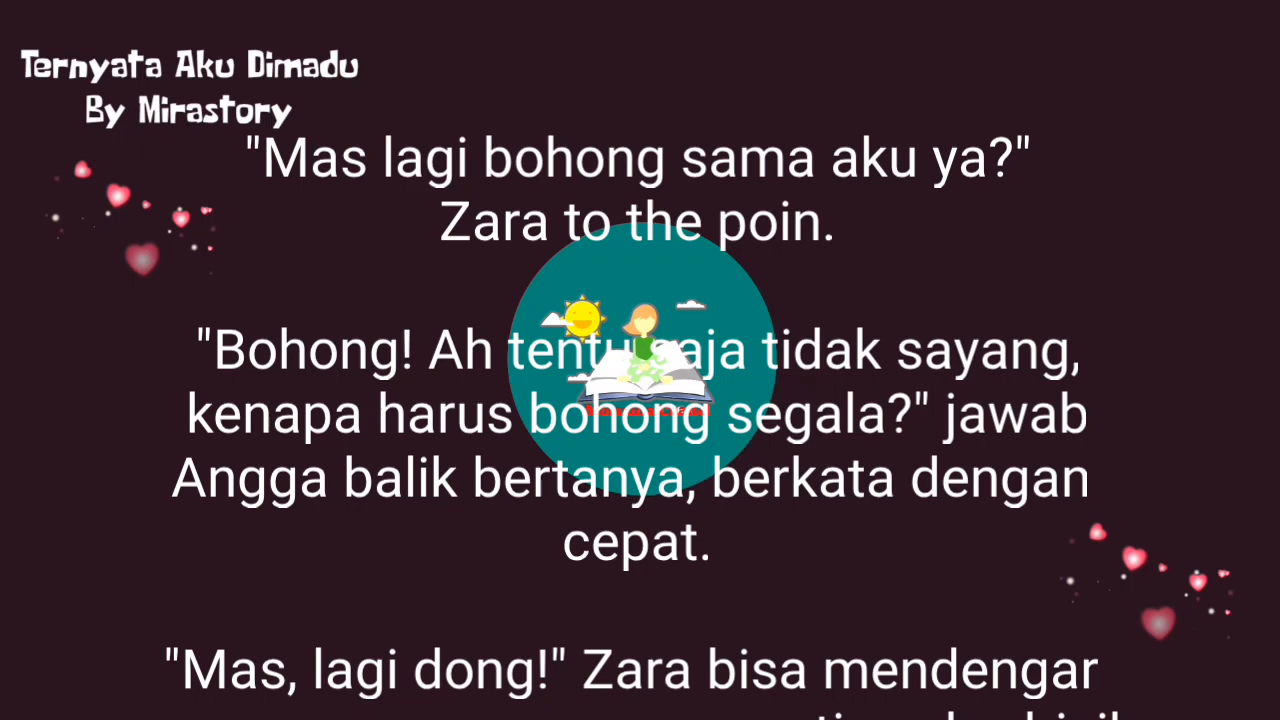 Ternyata Aku Dimadu
By Mirastory
"Mas lagi bohong sama aku ya?"
Zara to the poin.
"Bohong! Ah tentu saja tidak sayang,
kenapa harus bohong segala?" jawab
Angga balik bertanya, berkata dengan
cepat.
"Mas, lagi dong!" Zara bisa mendengar